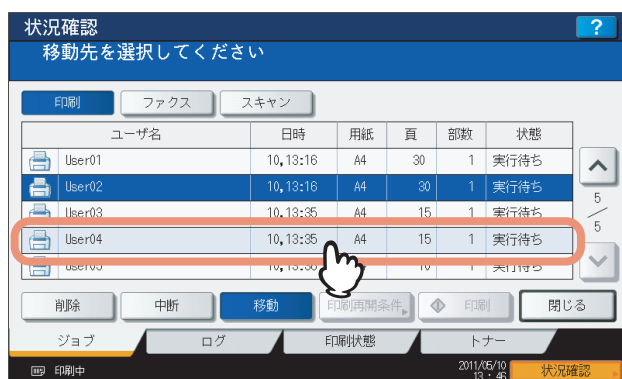 状況確認 ?
移動先を選択してください
印刷 ファクス スキャン
ユーザ名 日時 用紙 頁 部数 状態
User01 10,13:16 A4 30 1 実行待ち
User02 10,13:16 A4 30 1 実行待ち
User03 10,13:35 A4 15 1 実行待ち
User04 10,13:35 A4 15 1 実行待ち
5/5
削除 中断 移動 印刷再開条件 印刷 閉じる
ジョブ ログ 印刷状態 トナー
印刷中 2011/05/10
13:46 状況確認